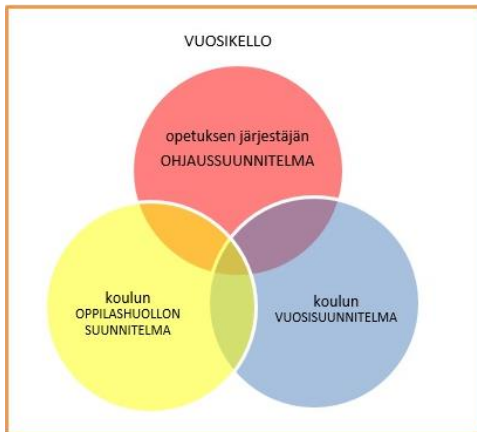 VUOSIKELLO
opetuksen järjestäjän
OHJAUSSUUNNITELMA
koulun
OPPILASHUOLLON
SUUNNITELMA
koulun
VUOSISUUNNITELMA